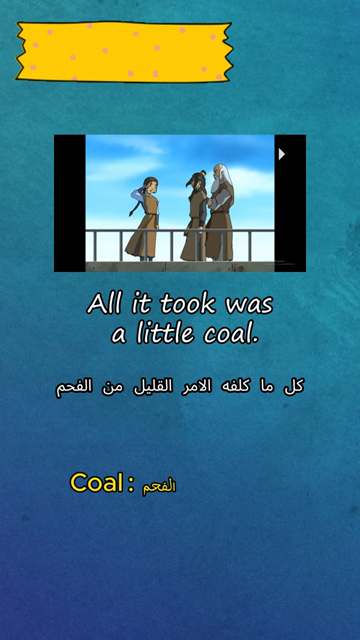 All it took was
a little coal.
كل ما كلفه الامر القليل من الفحم
Coal : الفحم